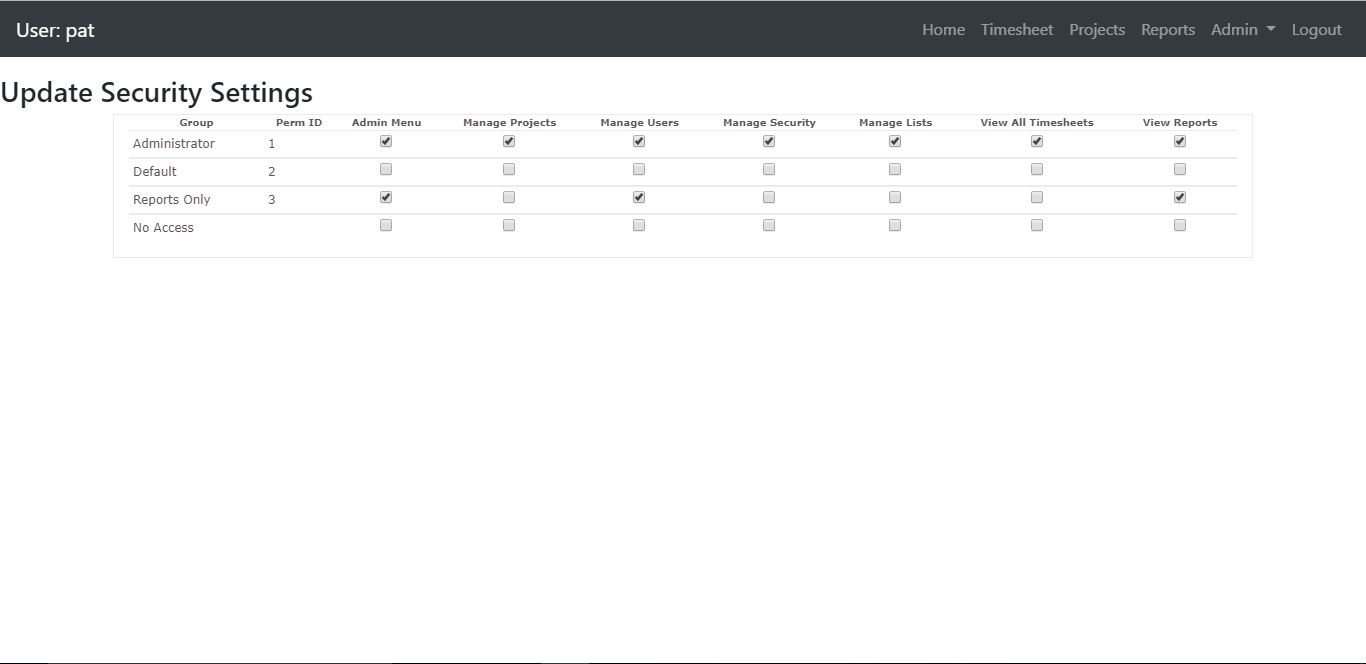 User: pat Home Timesheet Projects Reports Admin Logout
Update Security Settings
Group Perm ID Admin Menu Manage Projects Manage Users Manage Security Manage Lists View All Timesheets View Reports
Administrator 1
Default 2
Reports Only 3
No Access